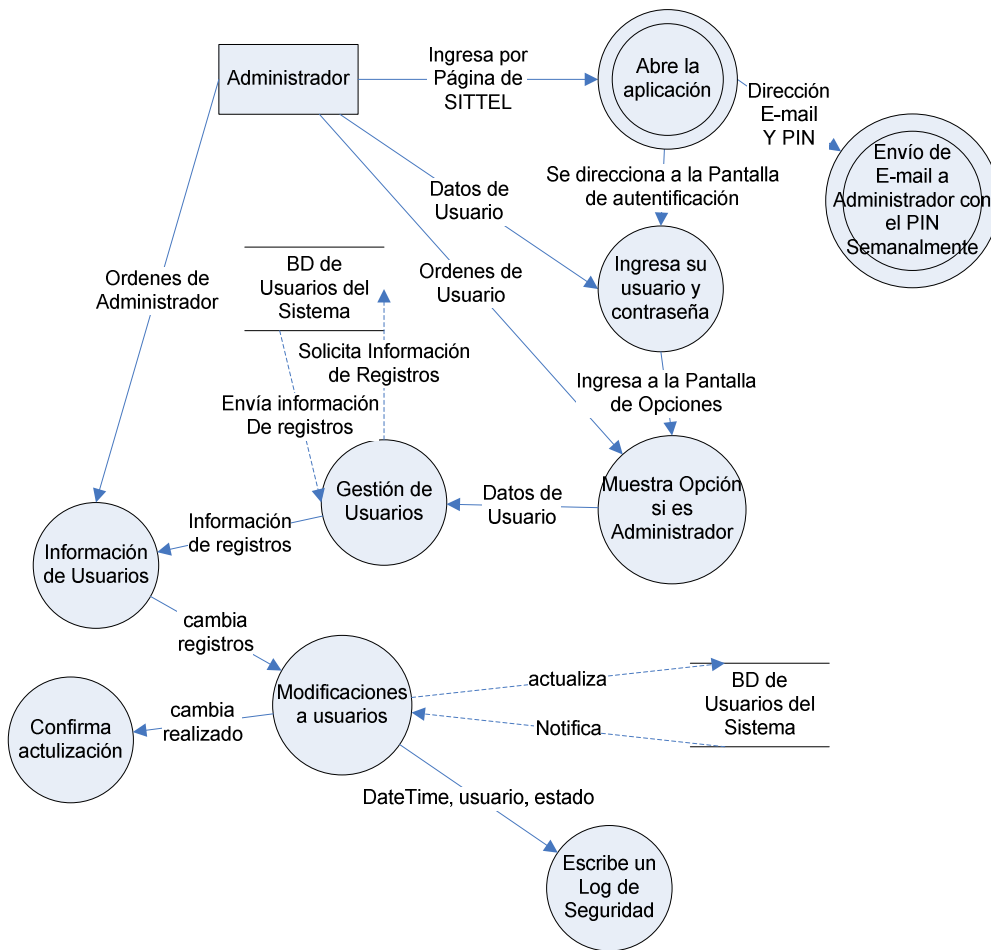 Administrador
Ingresa por
Página de
SITTEL
Abre la
aplicación
Dirección
E-mail
Y PIN
Envío de
E-mail a
Administrador con
el PIN
Semanalmente
Se direcciona a la Pantalla
de autentificación
Datos de
Usuario
Ordenes de
Administrador
BD de
Usuarios del
Sistema
Ordenes de
Usuario
Ingresa su
usuario y
contraseña
Solicita Información
de Registros
Envía información
De registros
Ingresa a la Pantalla
de Opciones
Gestión de
Usuarios
Datos de
Usuario
Muestra Opción
si es
Administrador
Información
de registros
Información
de Usuarios
cambia
registros
Modificaciones
a usuarios
actualiza
BD de
Usuarios del
Sistema
Notifica
cambia
realizado
Confirma
actulización
DateTime, usuario, estado
Escribe un
Log de
Seguridad